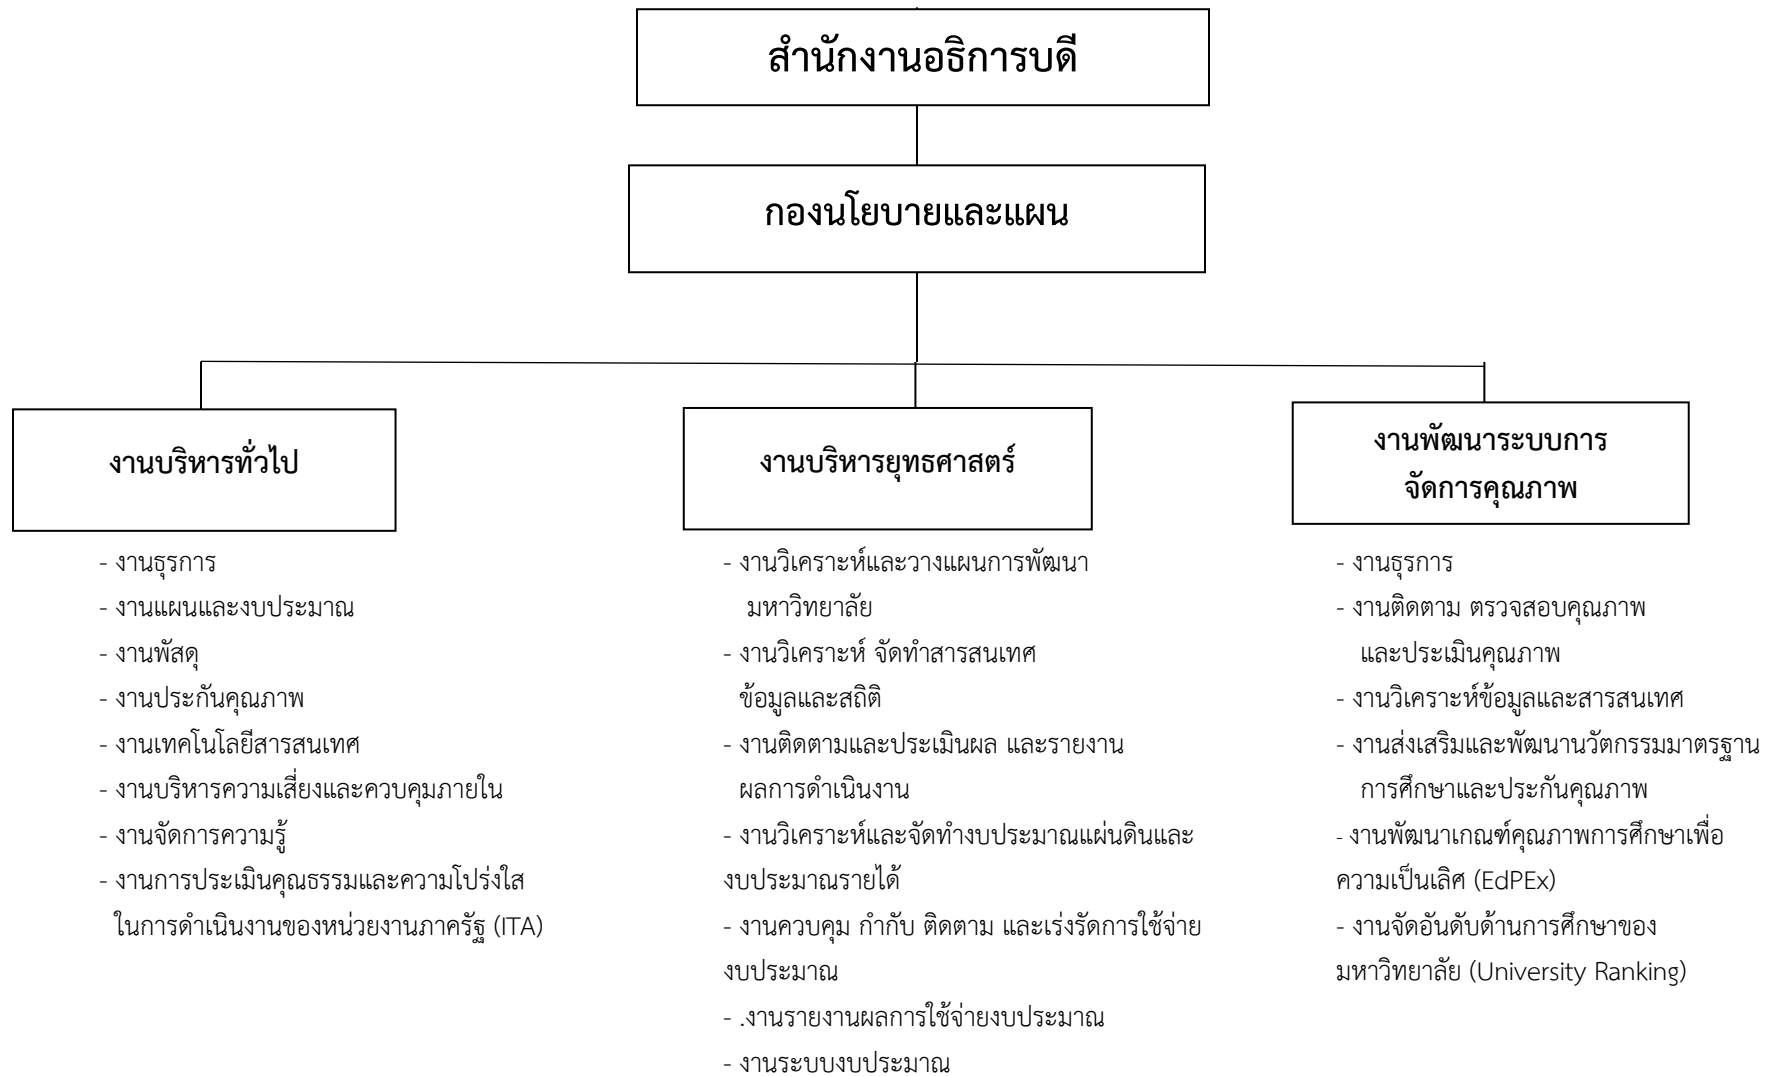 สำนักงานอธิการบดี
กองนโยบายและแผน
งานบริหารทั่วไป
- งานธุรการ
- งานแผนและงบประมาณ
- งานพัสดุ
- งานประกันคุณภาพ
- งานเทคโนโลยีสารสนเทศ
- งานบริหารความเสี่ยงและควบคุมภายใน
- งานจัดการความรู้
- งานการประเมินคุณธรรมและความโปร่งใส
ในการดำเนินงานของหน่วยงานภาครัฐ (ITA)
งานบริหารยุทธศาสตร์
- งานวิเคราะห์และวางแผนการพัฒนา
มหาวิทยาลัย
- งานวิเคราะห์ จัดทำสารสนเทศ
ข้อมูลและสถิติ
- งานติดตามและประเมินผล และรายงาน
ผลการดำเนินงาน
- งานวิเคราะห์และจัดทำงบประมาณแผ่นดินและ
งบประมาณรายได้
- งานควบคุม กำกับ ติดตาม และเร่งรัดการใช้จ่าย
งบประมาณ
- .งานรายงานผลการใช้จ่ายงบประมาณ
- งานระบบงบประมาณ
งานพัฒนาระบบการ
จัดการคุณภาพ
- งานธุรการ
- งานติดตาม ตรวจสอบคุณภาพ
และประเมินคุณภาพ
- งานวิเคราะห์ข้อมูลและสารสนเทศ
- งานส่งเสริมและพัฒนานวัตกรรมมาตรฐาน
การศึกษาและประกันคุณภาพ
- งานพัฒนาเกณฑ์คุณภาพการศึกษาเพื่อ
ความเป็นเลิศ (EdPEx)
- งานจัดอันดับด้านการศึกษาของ
มหาวิทยาลัย (University Ranking)